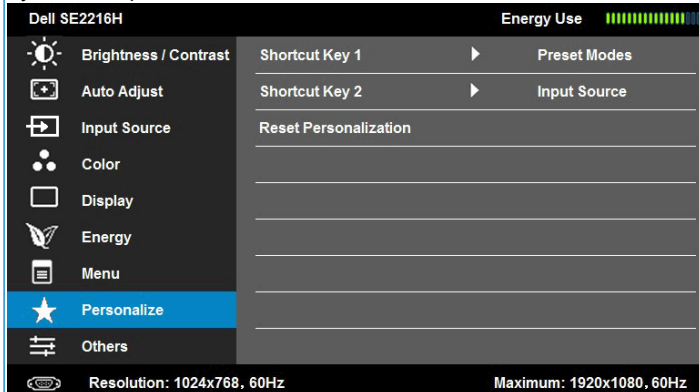 Dell SE2216H Energy Use
Brightness / Contrast Shortcut Key 1 Preset Modes
Auto Adjust Shortcut Key 2 Input Source
Input Source Reset Personalization
Color
Display
Energy
Menu
Personalize
Others
Resolution: 1024x768, 60Hz Maximum: 1920x1080, 60Hz